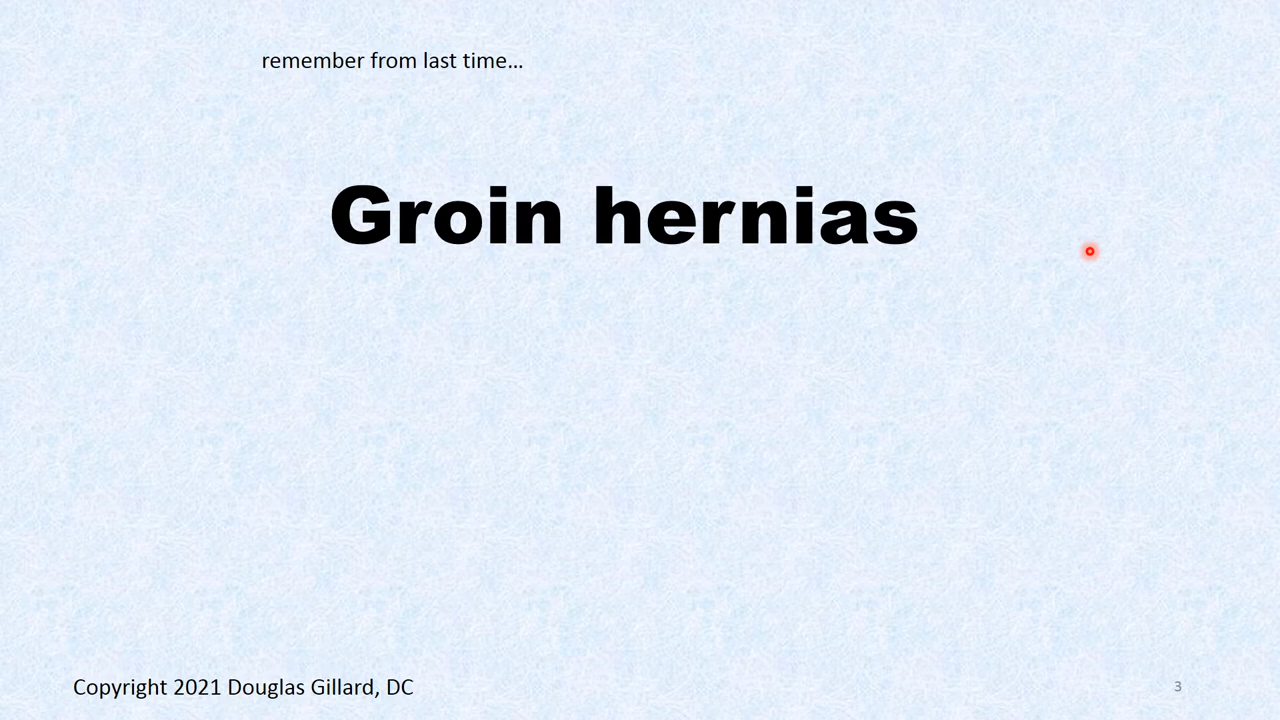 remember from last time…
Groin hernias
Copyright 2021 Douglas Gillard, DC
3